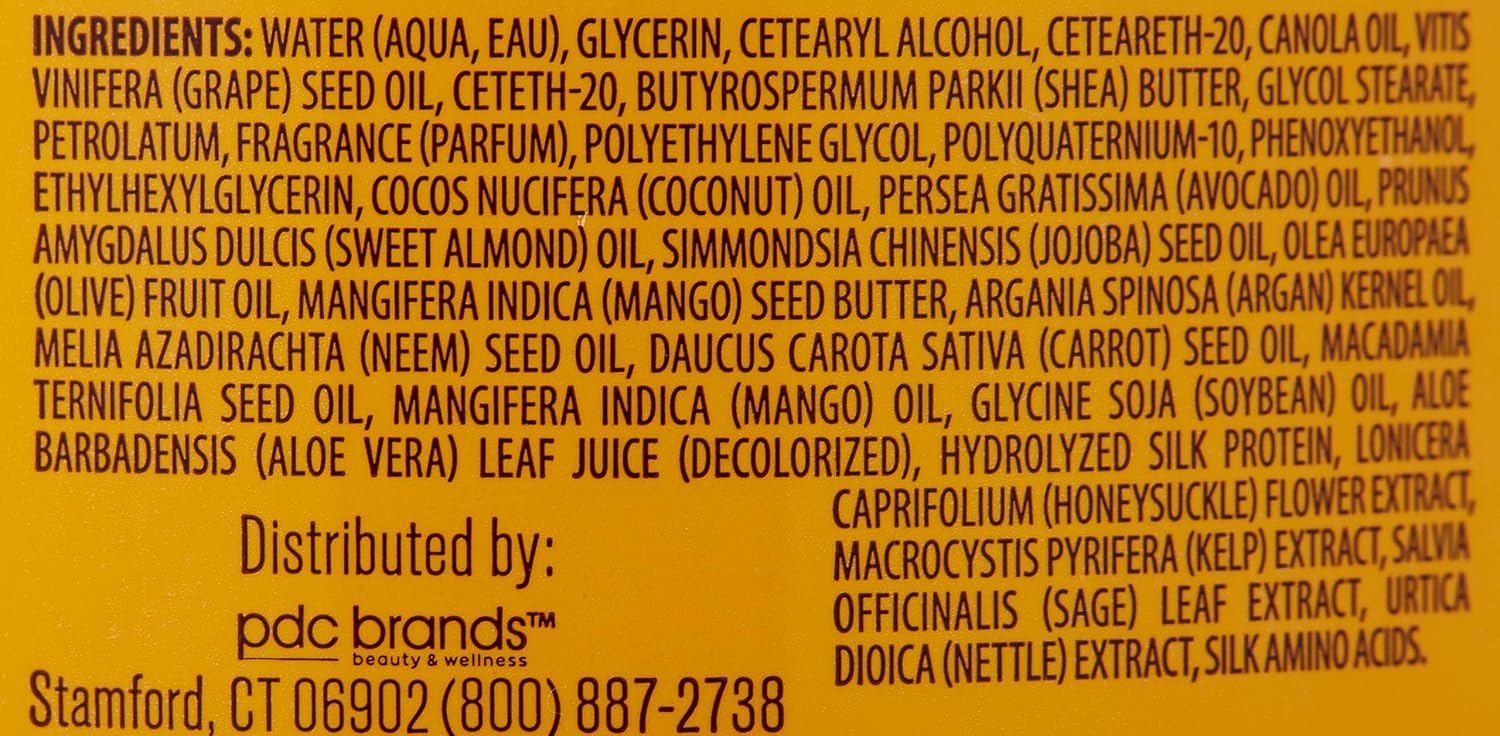 INGREDIENTS: WATER (AQUA, EAU), GLYCERIN, CETEARYL ALCOHOL, CETEARETH-20, CANOLA OIL, VITIS
VINIFERA (GRAPE) SEED OIL, CETETH-20, BUTYROSPERMUM PARKII (SHEA) BUTTER, GLYCOL STEARATE,
PETROLATUM, FRAGRANCE (PARFUM), POLYETHYLENE GLYCOL, POLYQUATERNIUM-10, PHENOXYETHANOL,
ETHYLHEXYLGLYCERIN, COCOS NUCIFERA (COCONUT) OIL, PERSEA GRATISSIMA (AVOCADO) OIL, PRUNUS
AMYGDALUS DULCIS (SWEET ALMOND) OIL, SIMMONDSIA CHINENSIS (JOJOBA) SEED OIL, OLEA EUROPAEA
(OLIVE) FRUIT OIL, MANGIFERA INDICA (MANGO) SEED BUTTER, ARGANIA SPINOSA (ARGAN) KERNEL OIL,
MELIA AZADIRACHTA (NEEM) SEED OIL, DAUCUS CAROTA SATIVA (CARROT) SEED OIL, MACADAMIA
TERNIFOLIA SEED OIL, MANGIFERA INDICA (MANGO) OIL, GLYCINE SOJA (SOYBEAN) OIL, ALOE
BARBADENSIS (ALOE VERA) LEAF JUICE (DECOLORIZED), HYDROLYZED SILK PROTEIN, LONICERA
CAPRIFOLIUM (HONEYSUCKLE) FLOWER EXTRACT,
MACROCYSTIS PYRIFERA (KELP) EXTRACT, SALVIA
OFFICINALIS (SAGE) LEAF EXTRACT, URTICA
DIOICA (NETTLE) EXTRACT, SILK AMINO ACIDS.
Distributed by:
pdc brands™
beauty & wellness
Stamford, CT 06902 (800) 887-2738